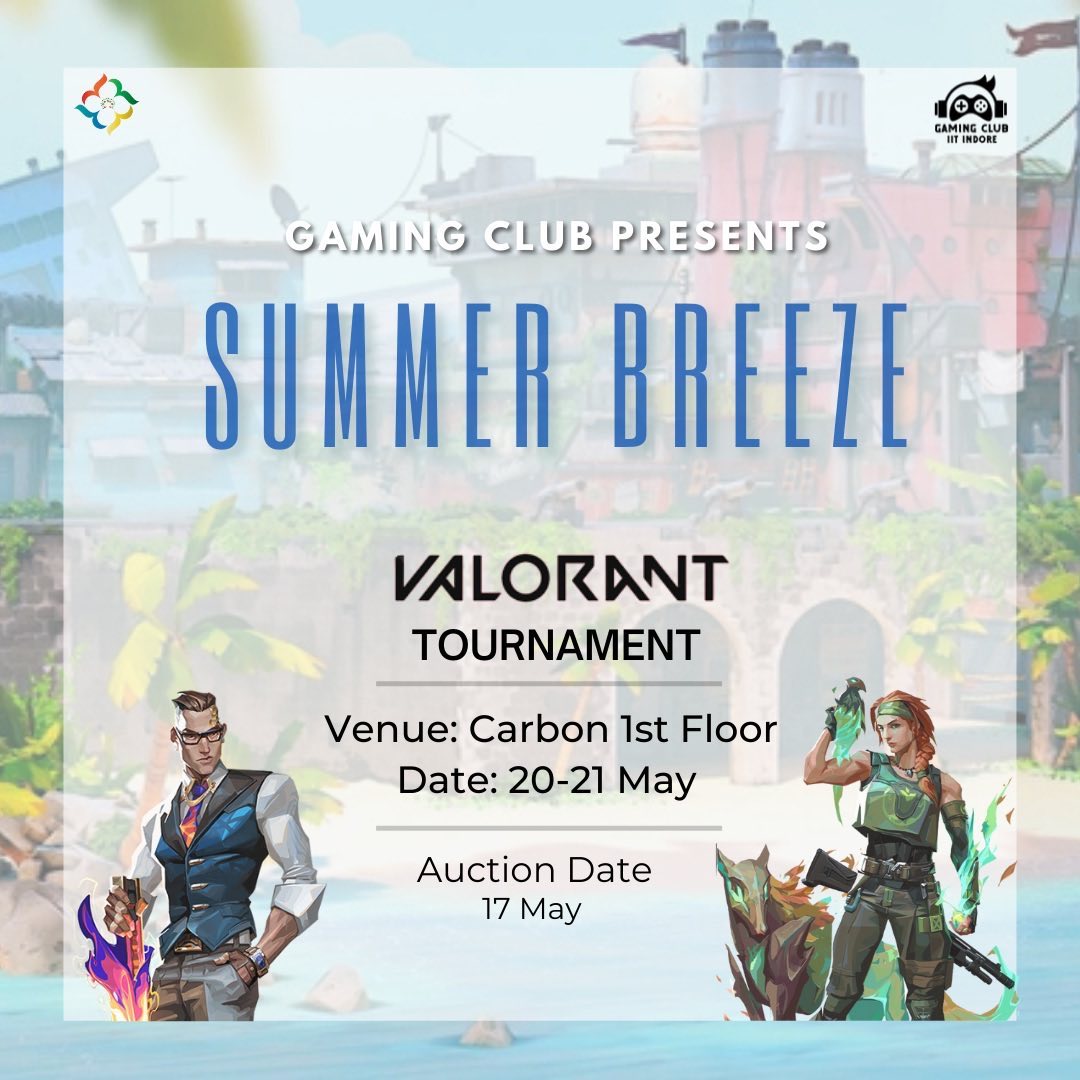 GAMING CLUB
IIT INDORE
GAMING CLUB PRESENTS
SUMMER BREEZE
VALORANT
TOURNAMENT
Venue: Carbon 1st Floor
Date: 20-21 May
Auction Date
17 May